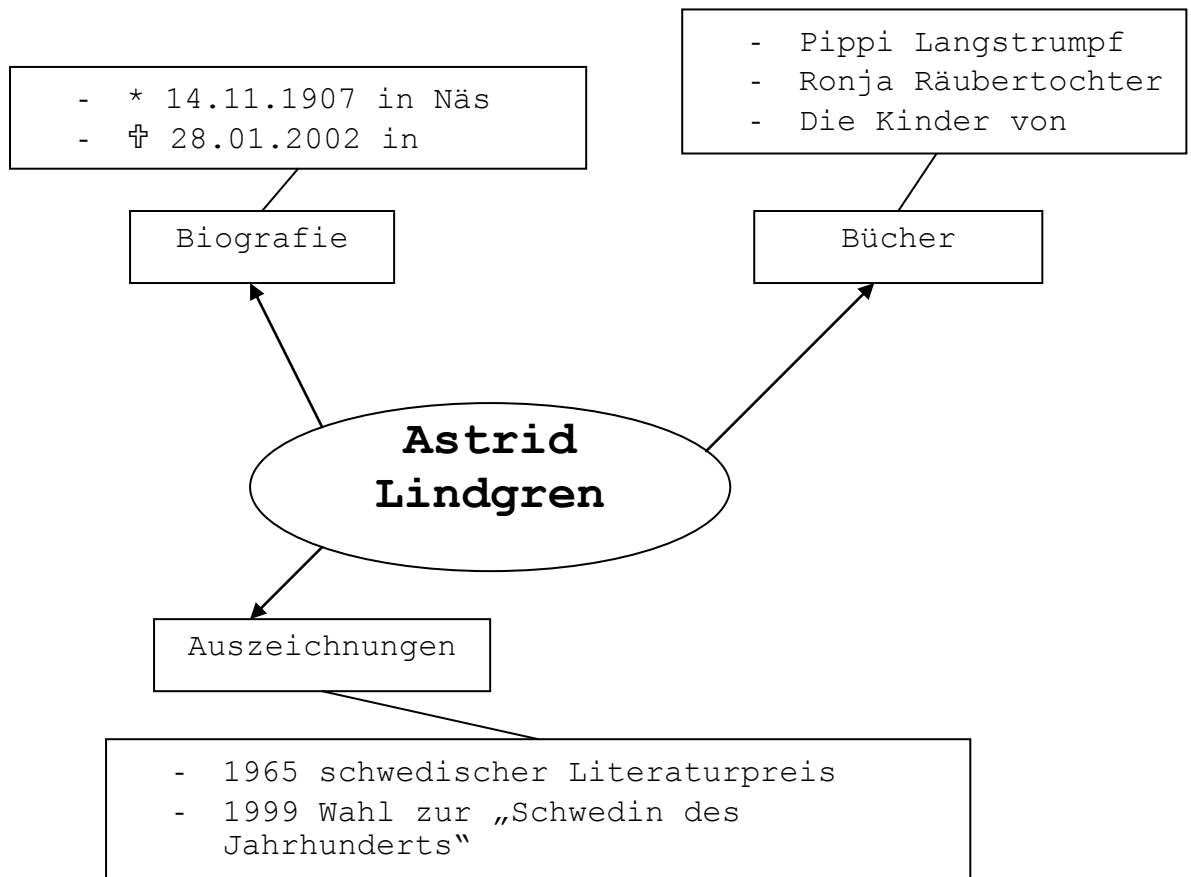 - Pippi Langstrumpf
- Ronja Räubertochter
- Die Kinder von
- * 14.11.1907 in Näs
- ✞ 28.01.2002 in
Biografie
Bücher
Astrid
Lindgren
Auszeichnungen
- 1965 schwedischer Literaturpreis
- 1999 Wahl zur „Schwedin des
Jahrhunderts“